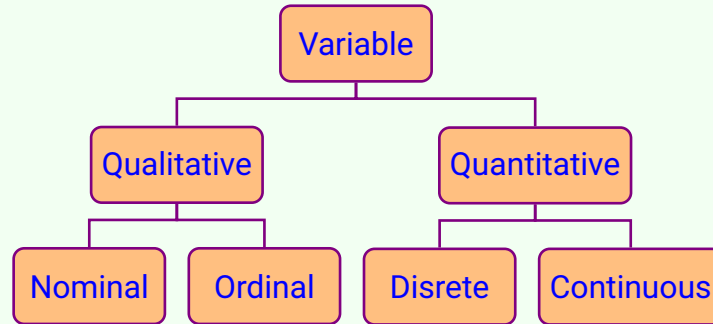 Variable
Qualitative
Quantitative
Nominal
Ordinal
Disrete
Continuous